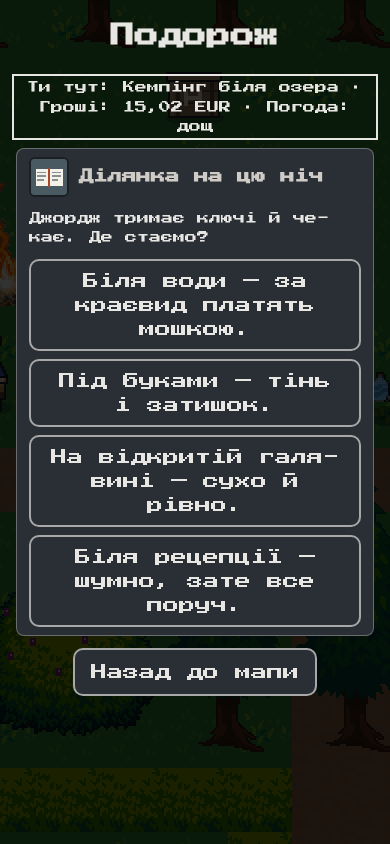 Подорож
Ти тут: Кемпінг біля озера ·
Гроші: 15,02 EUR · Погода:
дощ
Ділянка на цю ніч
Джордж тримає ключі й че-
кає. Де стаємо?
Біля води — за
краєвид платять
мошкою.
Під буками — тінь
і затишок.
На відкритій галя-
вині — сухо й
рівно.
Біля рецепції —
шумно, зате все
поруч.
Назад до мапи